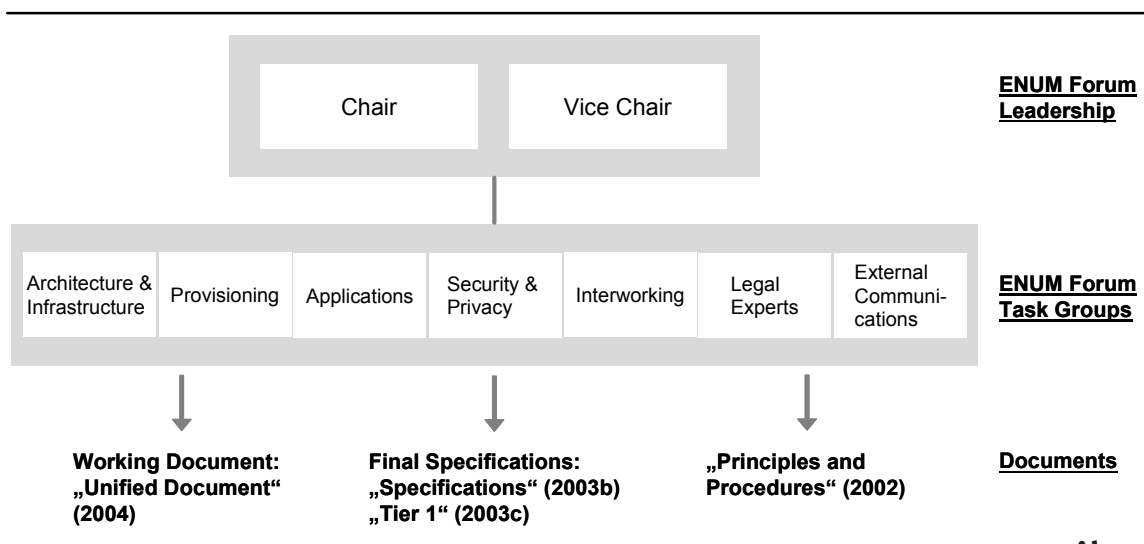 Chair
Vice Chair
ENUM Forum
Leadership
Architecture &
Infrastructure
Provisioning
Applications
Security &
Privacy
Interworking
Legal
Experts
External
Communi-
cations
ENUM Forum
Task Groups
Working Document:
„Unified Document“
(2004)
Final Specifications:
„Specifications“ (2003b)
„Tier 1“ (2003c)
„Principles and
Procedures“ (2002)
Documents